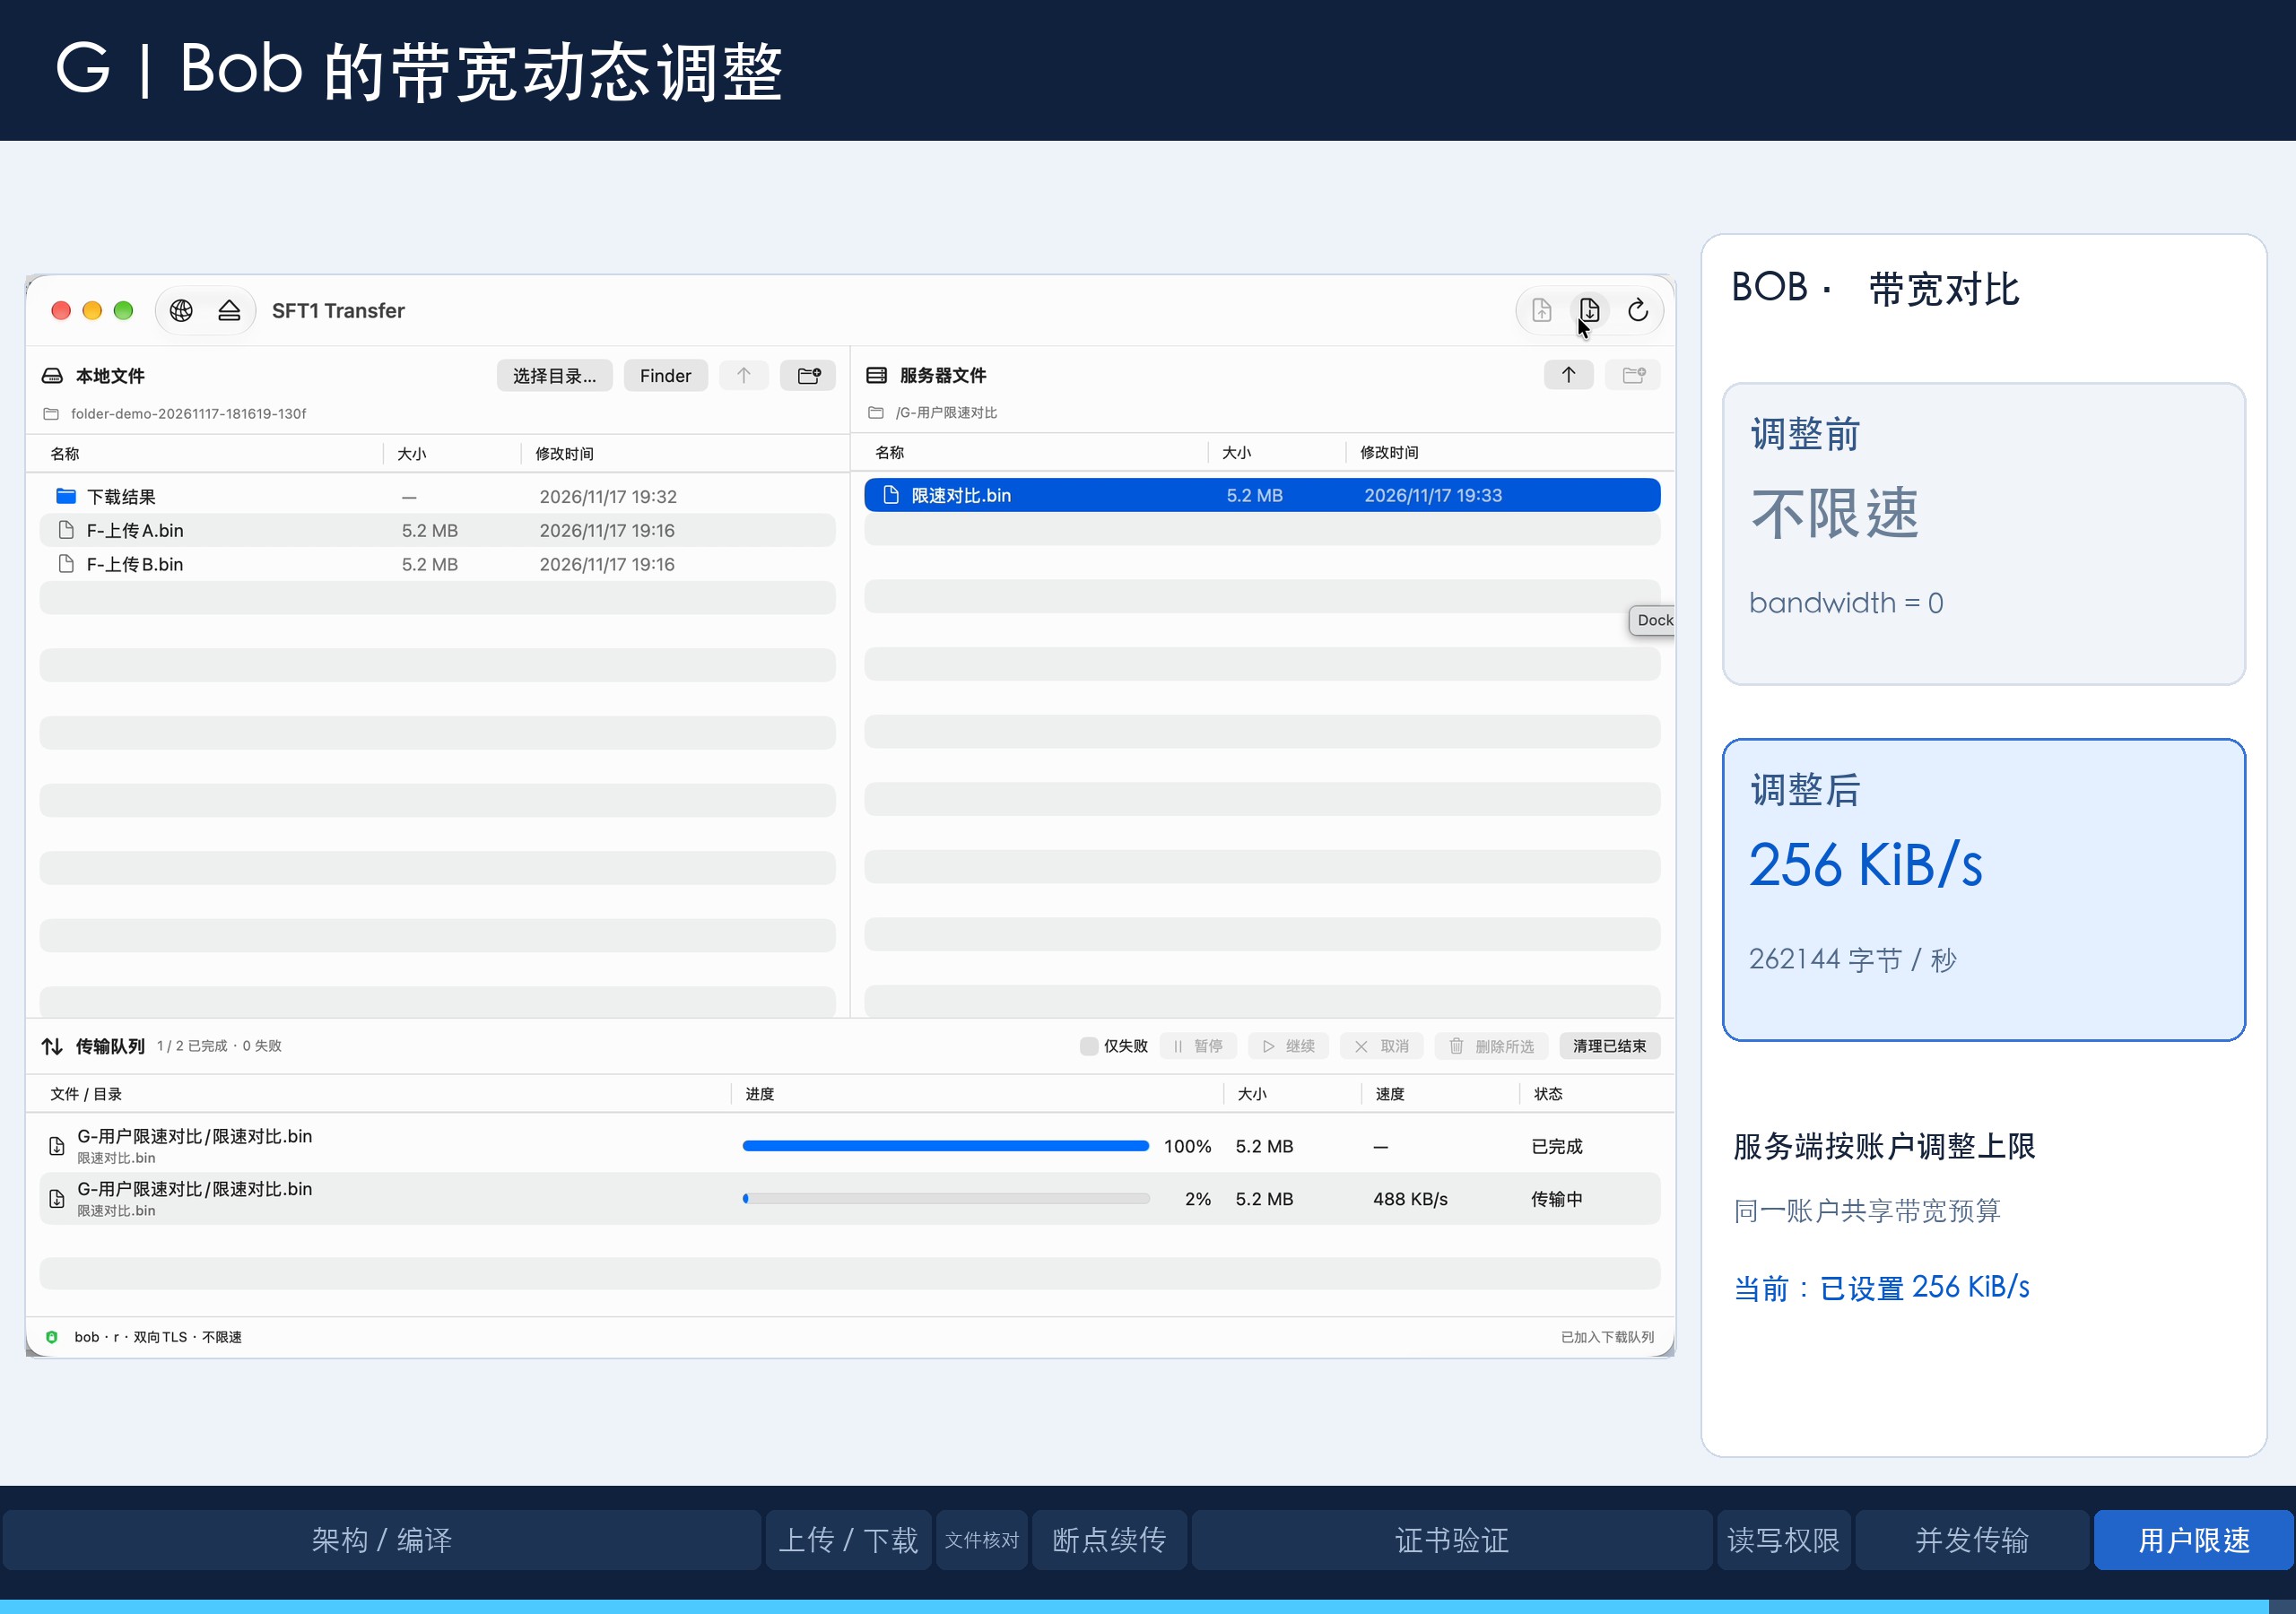 G | Bob 的带宽动态调整
SFT1 Transfer
本地文件
选择目录...
Finder
folder-demo-20261117-181619-130f
名称 大小 修改时间
下载结果 — 2026/11/17 19:32
F-上传A.bin 5.2 MB 2026/11/17 19:16
F-上传B.bin 5.2 MB 2026/11/17 19:16
服务器文件
/G-用户限速对比
名称 大小 修改时间
限速对比.bin 5.2 MB 2026/11/17 19:33
Dock
传输队列 1 / 2 已完成 · 0 失败
仅失败 暂停 继续 取消 删除所选 清理已结束
文件 / 目录 进度 大小 速度 状态
G-用户限速对比/限速对比.bin 100% 5.2 MB — 已完成
限速对比.bin
G-用户限速对比/限速对比.bin 2% 5.2 MB 488 KB/s 传输中
限速对比.bin
bob · r · 双向TLS · 不限速
已加入下载队列
BOB · 带宽对比
调整前
不限速
bandwidth = 0
调整后
256 KiB/s
262144 字节 / 秒
服务端按账户调整上限
同一账户共享带宽预算
当前：已设置 256 KiB/s
架构 / 编译 上传 / 下载 文件核对 断点续传 证书验证 读写权限 并发传输 用户限速